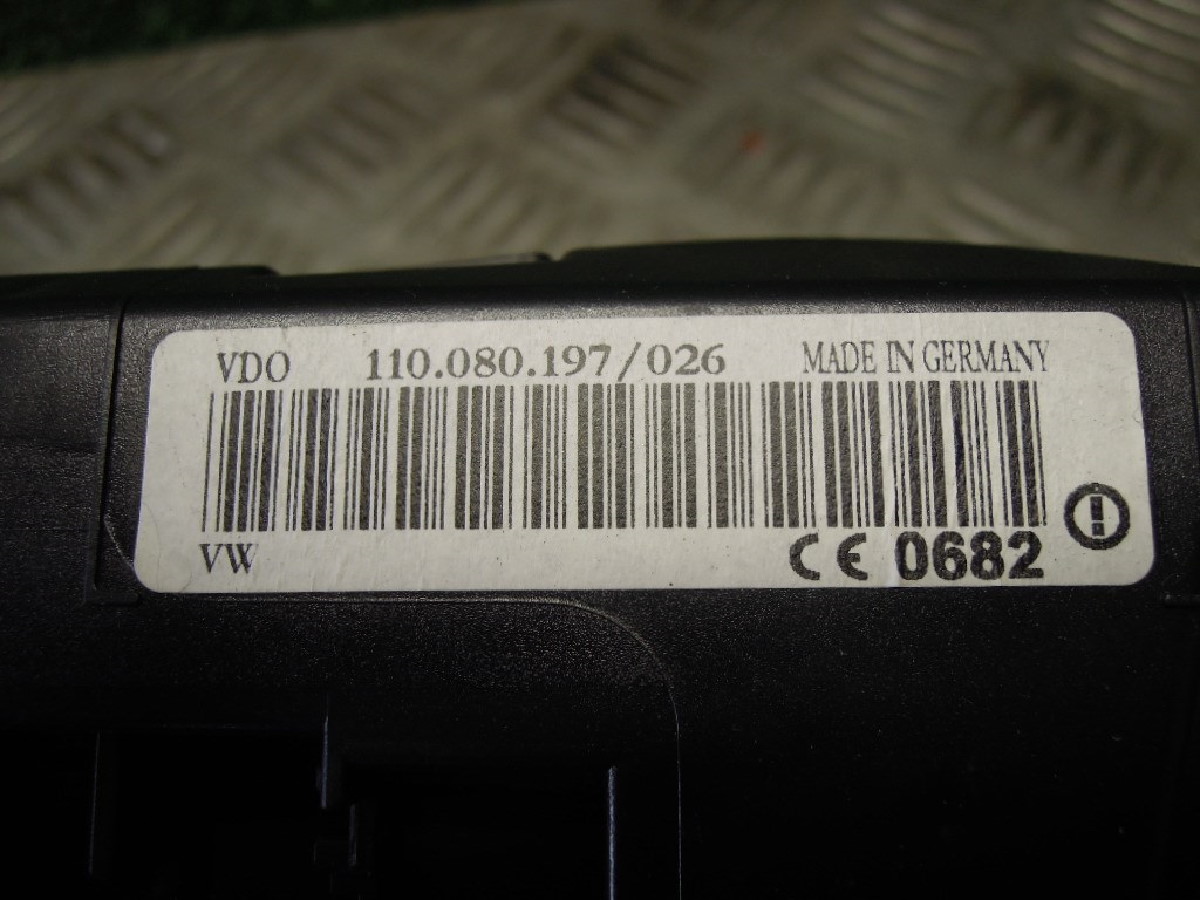 VDO 110.080.197/026 MADE IN GERMANY
VW CE 0682